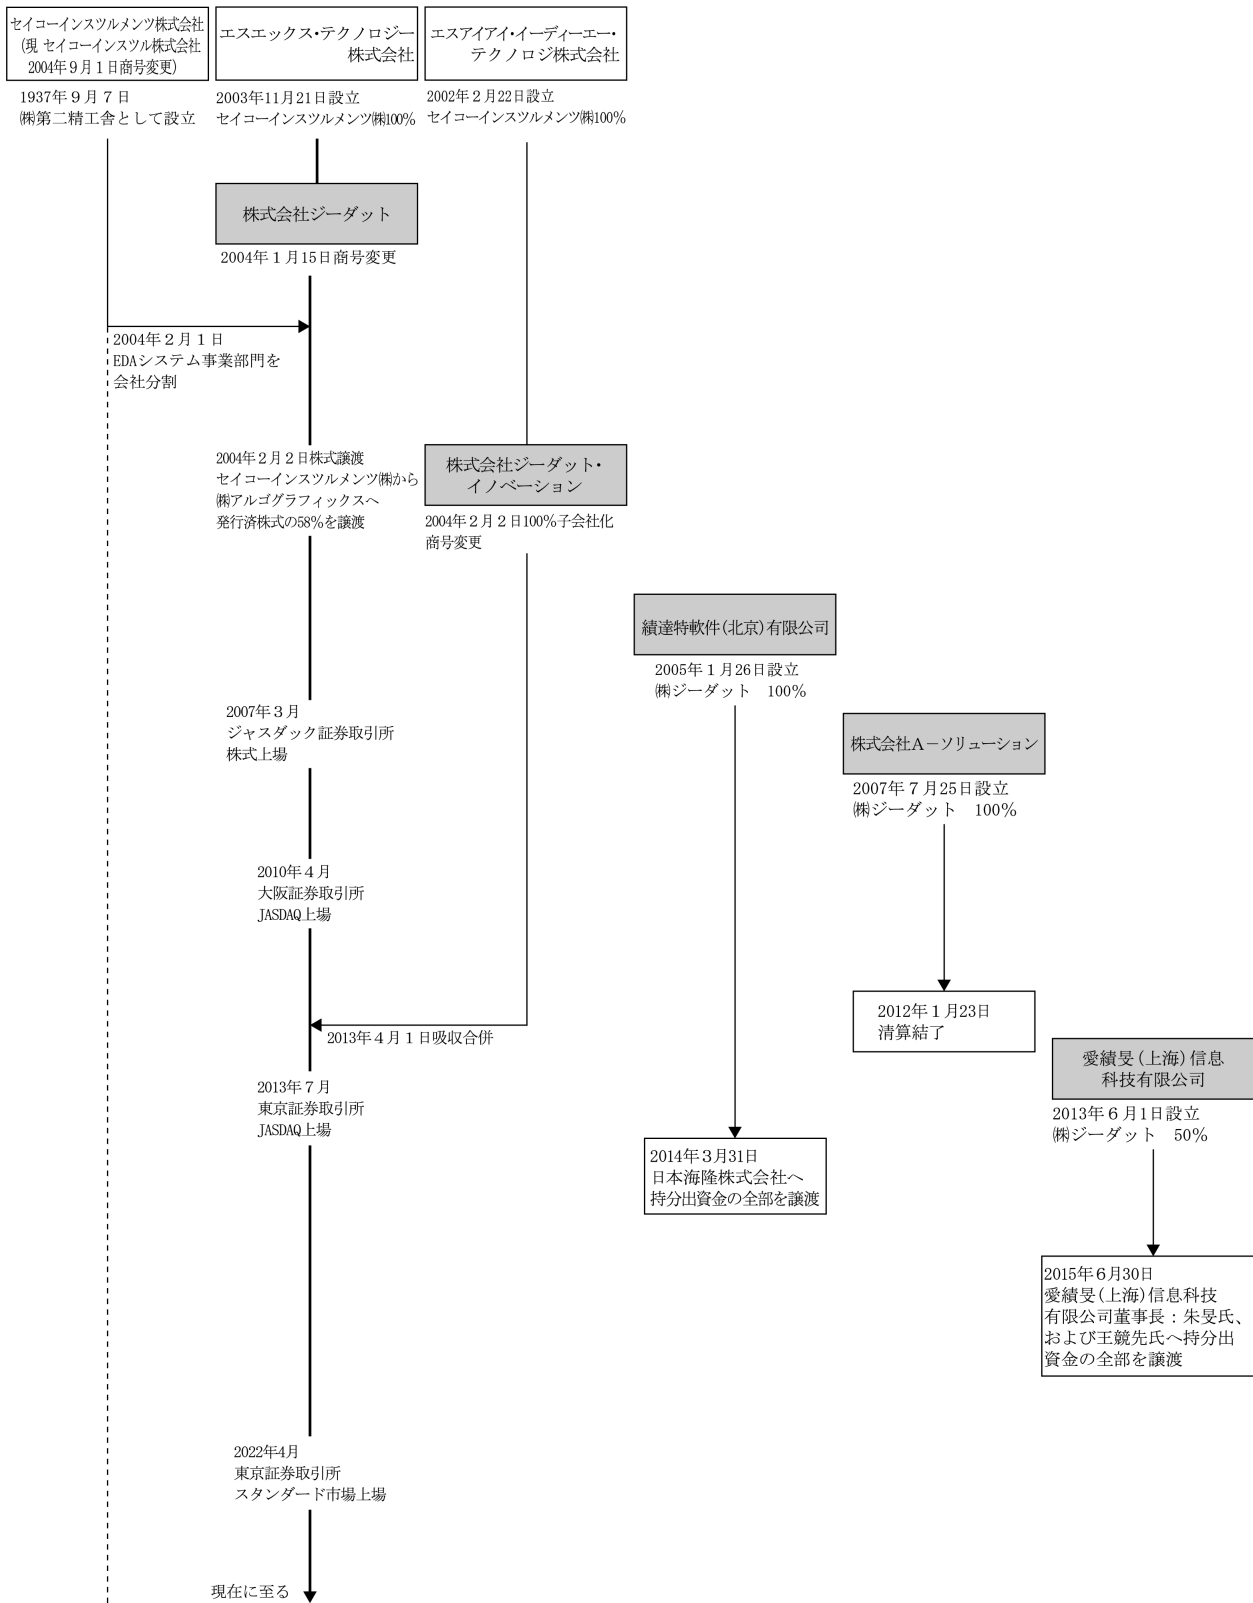 セイコーインスツルメンツ株式会社
(現 セイコーインスツル株式会社
2004年9月1日商号変更)
1937年9月7日
㈱第二精工舎として設立
エスエックス・テクノロジー
株式会社
2003年11月21日設立
セイコーインスツルメンツ㈱100%
エスアイアイ・イーディーエー・
テクノロジ株式会社
2002年2月22日設立
セイコーインスツルメンツ㈱100%
株式会社ジーダット
2004年1月15日商号変更
2004年2月1日
EDAシステム事業部門を
会社分割
2004年2月2日株式譲渡
セイコーインスツルメンツ㈱から
㈱アルゴグラフィックスへ
発行済株式の58%を譲渡
株式会社ジーダット・
イノベーション
2004年2月2日100%子会社化
商号変更
績達特軟件(北京)有限公司
2005年1月26日設立
㈱ジーダット 100%
2007年3月
ジャスダック証券取引所
株式上場
株式会社A-ソリューション
2007年7月25日設立
㈱ジーダット 100%
2010年4月
大阪証券取引所
JASDAQ上場
2012年1月23日
清算結了
2013年4月1日吸収合併
愛績旻(上海)信息
科技有限公司
2013年6月1日設立
㈱ジーダット 50%
2013年7月
東京証券取引所
JASDAQ上場
2014年3月31日
日本海隆株式会社へ
持分出資金の全部を譲渡
2015年6月30日
愛績旻(上海)信息科技
有限公司董事長：朱旻氏、
および王競先氏へ持分出
資金の全部を譲渡
2022年4月
東京証券取引所
スタンダード市場上場
現在に至る